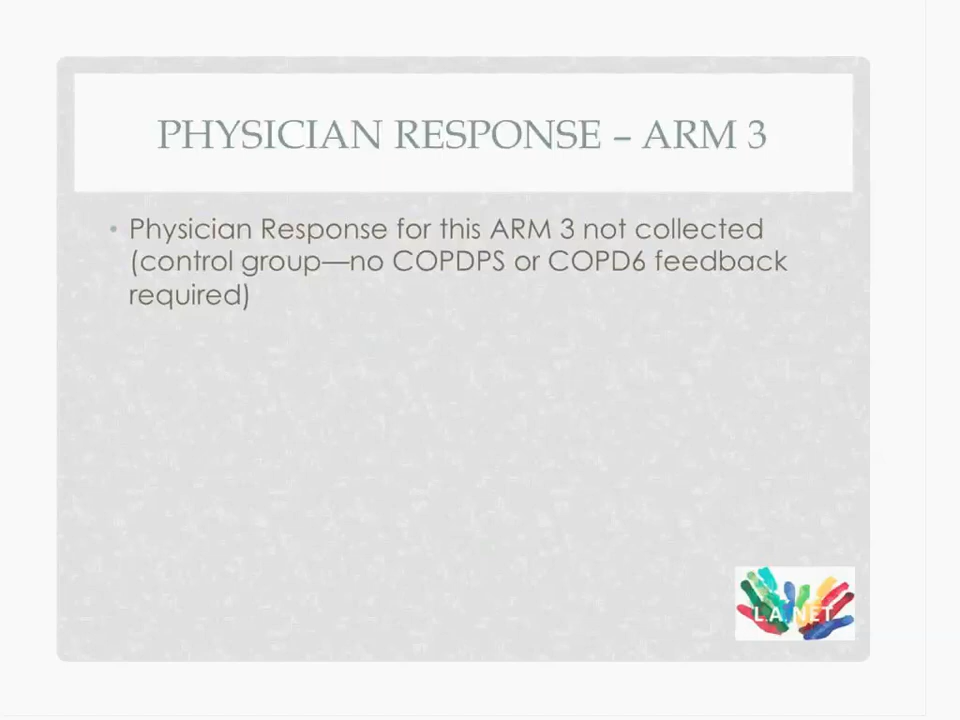 PHYSICIAN RESPONSE – ARM 3
• Physician Response for this ARM 3 not collected
(control group—no COPDPS or COPD6 feedback
required)
L.A. NET